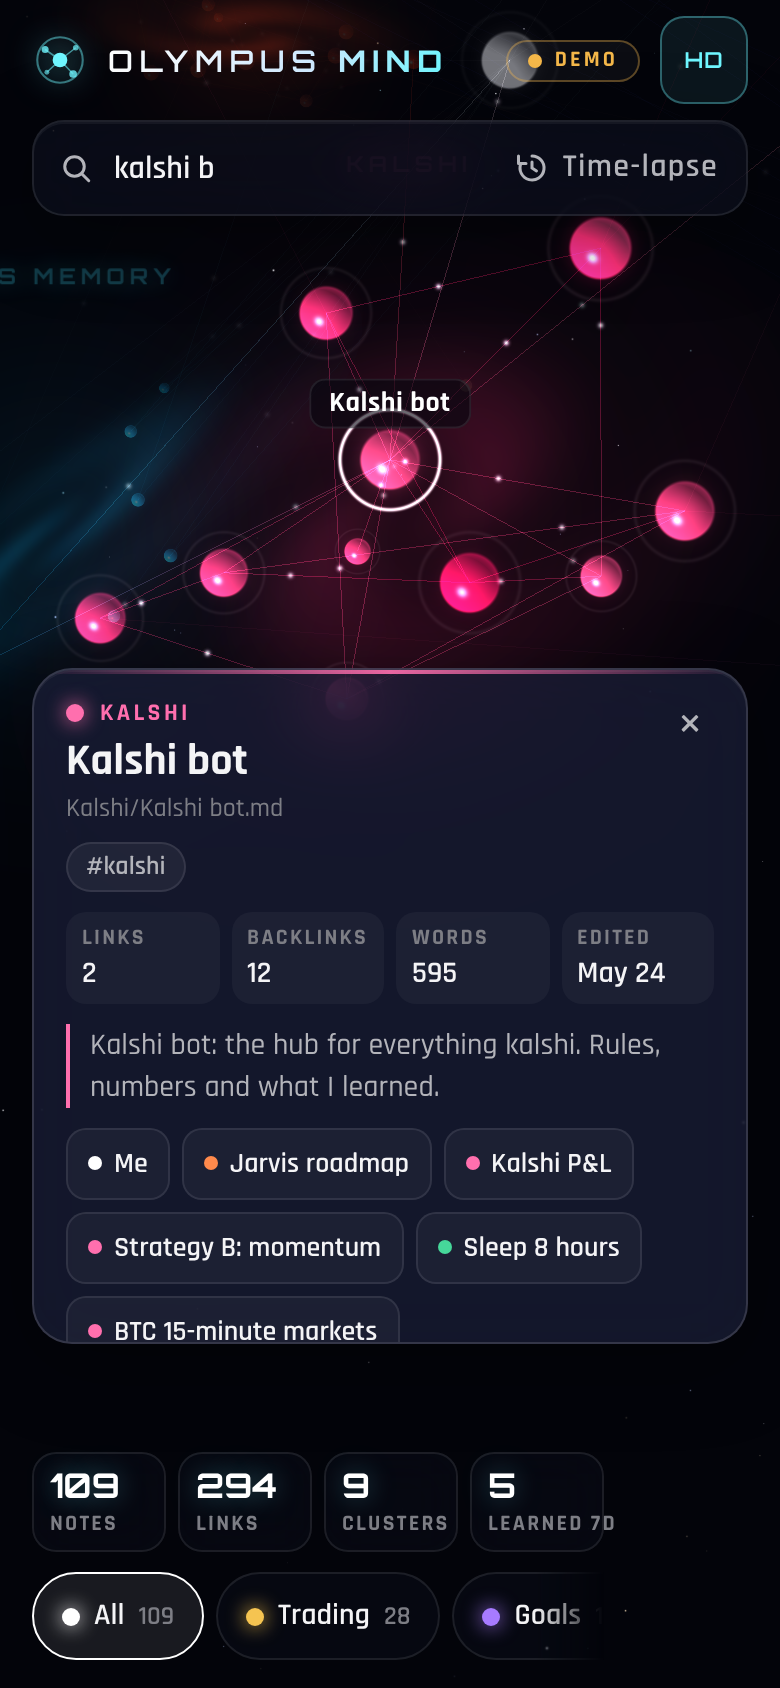 OLYMPUS MIND
DEMO
HD
kalshi b
KALSHI
Time-lapse
S MEMORY
Kalshi bot
KALSHI
×
Kalshi bot
Kalshi/Kalshi bot.md
#kalshi
LINKS BACKLINKS WORDS EDITED
2 12 595 May 24
Kalshi bot: the hub for everything kalshi. Rules,
numbers and what I learned.
Me Jarvis roadmap Kalshi P&L
Strategy B: momentum Sleep 8 hours
BTC 15-minute markets
109 294 9 5
NOTES LINKS CLUSTERS LEARNED 7D
All 109 Trading 28 Goals